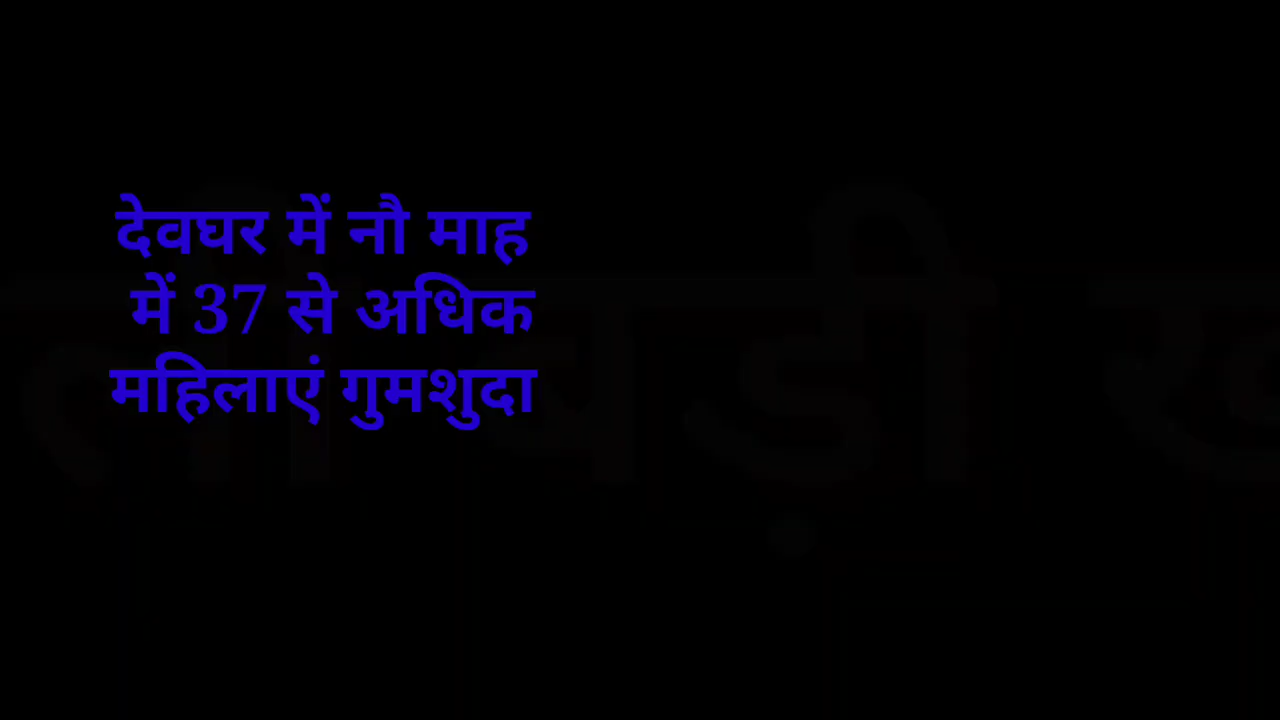 देवघर में नौ माह
में 37 से अधिक
महिलाएं गुमशुदा